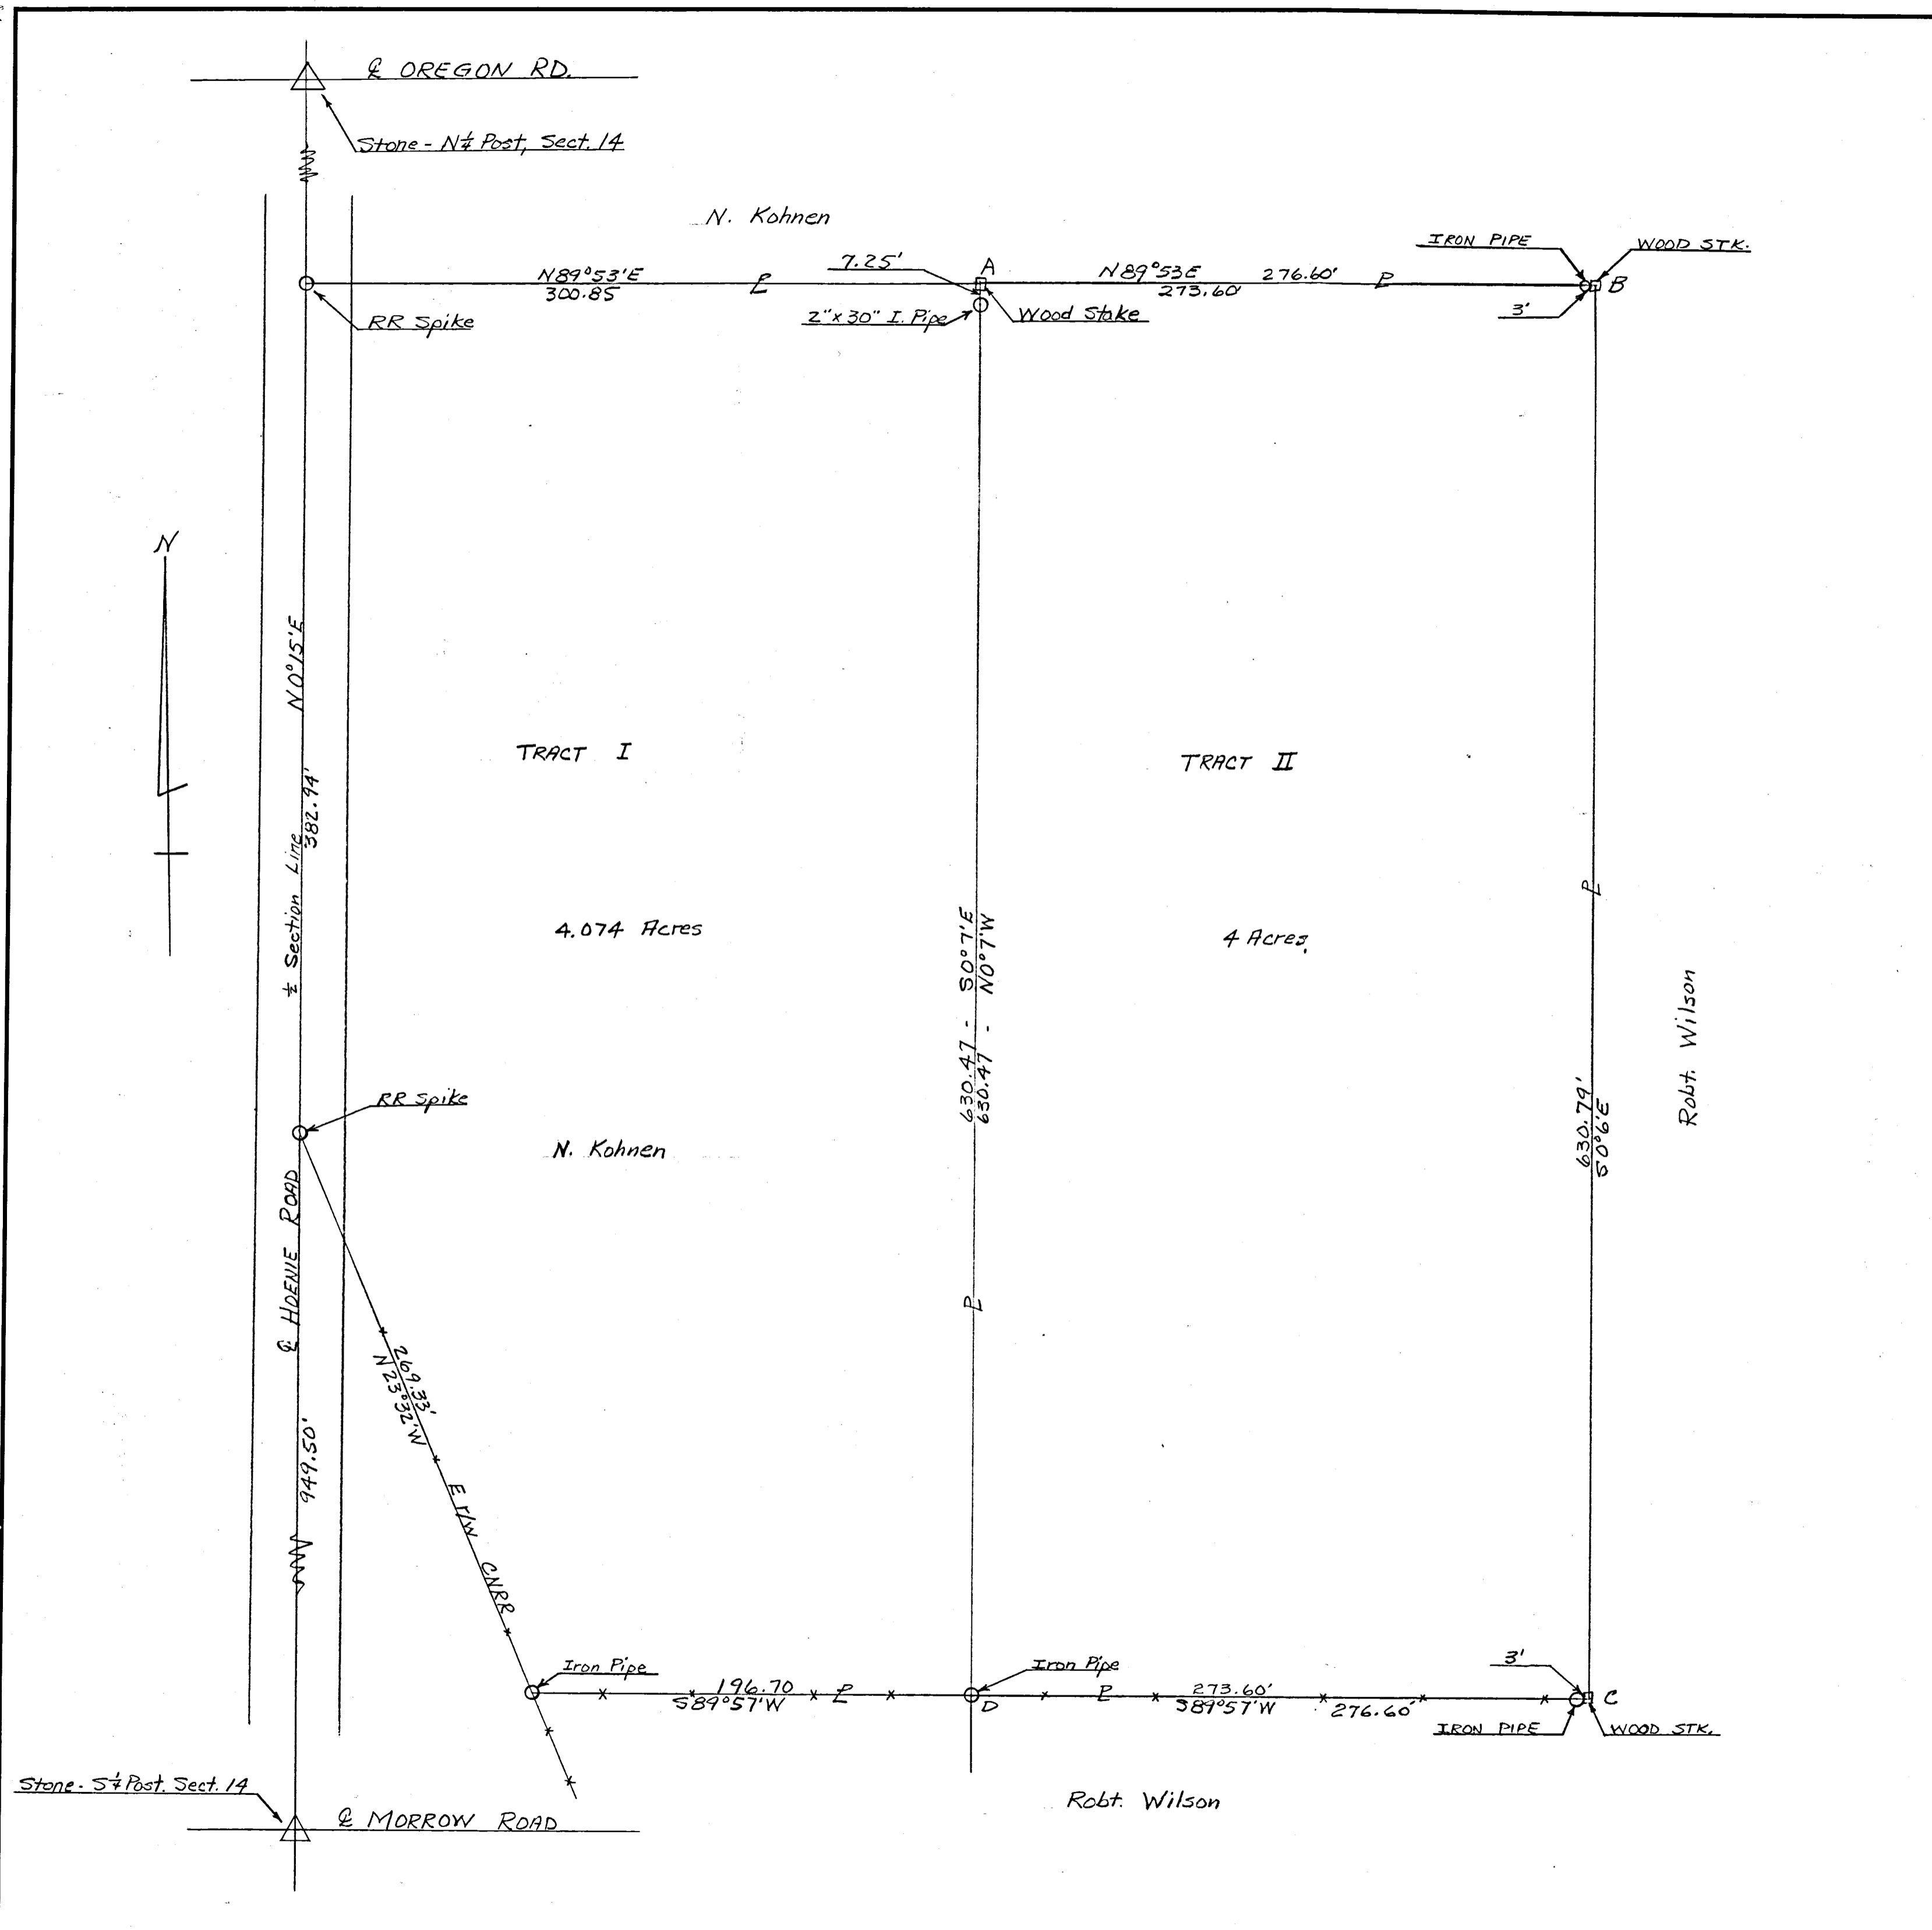 ℄ OREGON RD.
Stone - N¼ Post, Sect. 14
N. Kohnen
IRON PIPE
WOOD STK.
N89°53'E
300.85
7.25'
A
N89°53E 276.60'
273.60'
B
3'
RR Spike
2"x30" I. Pipe
Wood Stake
N
N0°15'E
382.94'
½ Section Line
TRACT I
TRACT II
4.074 Acres
4 Acres.
630.47 - S0°7'E
630.47 - N0°7'W
Robt. Wilson
630.79'
S0°6'E
RR Spike
N. Kohnen
℄ HOENIE ROAD
949.50'
269.33'
N23°32'W
E r/w CNRR
Iron Pipe
196.70
S89°57'W
Iron Pipe
D
273.60'
S89°57'W 276.60'
3'
C
IRON PIPE
WOOD STK.
Stone - S¼ Post. Sect. 14
℄ MORROW ROAD
Robt. Wilson